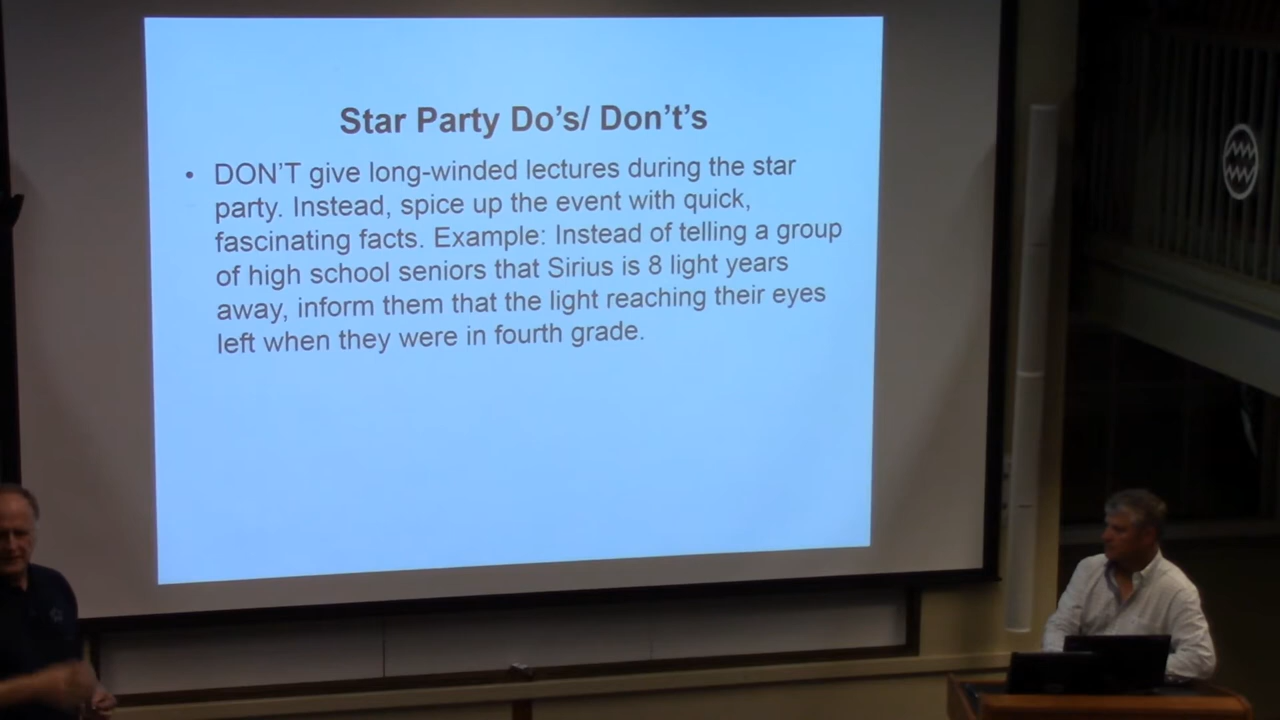 Star Party Do's/ Don't's
• DON'T give long-winded lectures during the star
party. Instead, spice up the event with quick,
fascinating facts. Example: Instead of telling a group
of high school seniors that Sirius is 8 light years
away, inform them that the light reaching their eyes
left when they were in fourth grade.